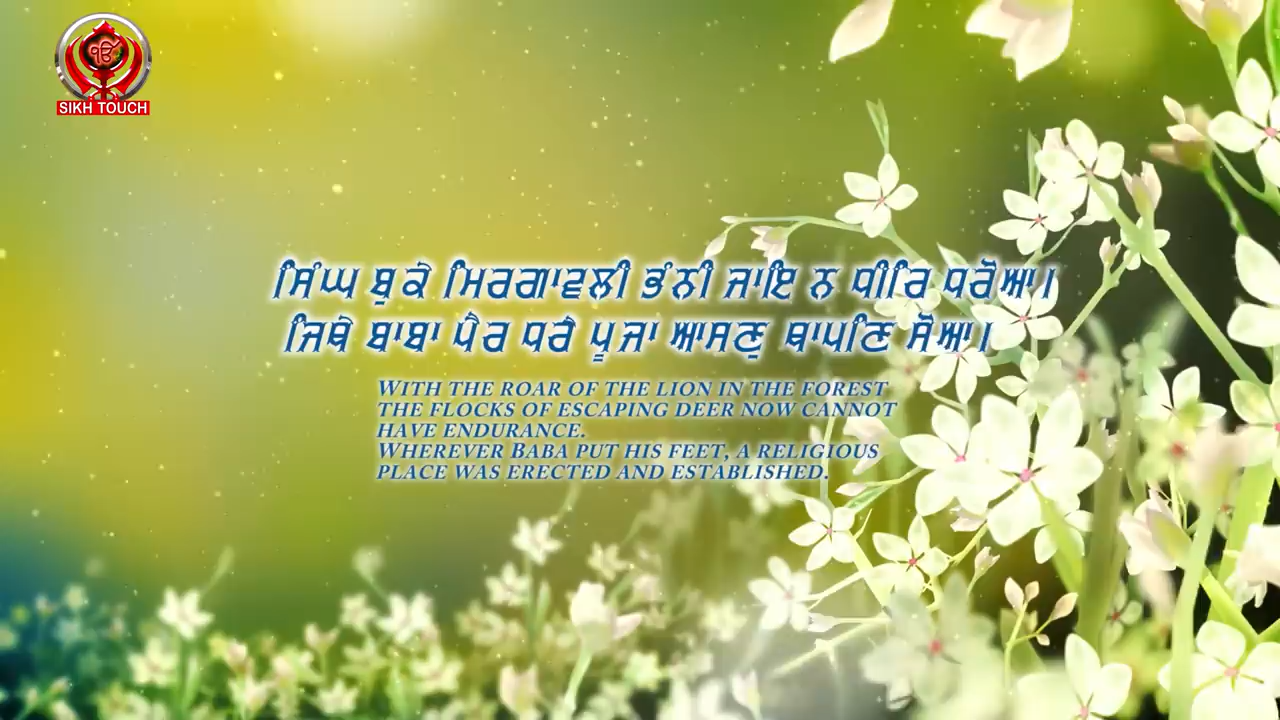 ੴ
SIKH TOUCH
ਸਿੰਘ ਬੁਕੇ ਮਿਰਗਾਵਲੀ ਭੰਨੀ ਜਾਇ ਨ ਧੀਰਿ ਧਰੋਆ।
ਜਿਥੇ ਬਾਬਾ ਪੈਰ ਧਰੈ ਪੂਜਾ ਆਸਣੁ ਥਾਪਣਿ ਸੋਆ।
WITH THE ROAR OF THE LION IN THE FOREST
THE FLOCKS OF ESCAPING DEER NOW CANNOT
HAVE ENDURANCE.
WHEREVER BABA PUT HIS FEET, A RELIGIOUS
PLACE WAS ERECTED AND ESTABLISHED.